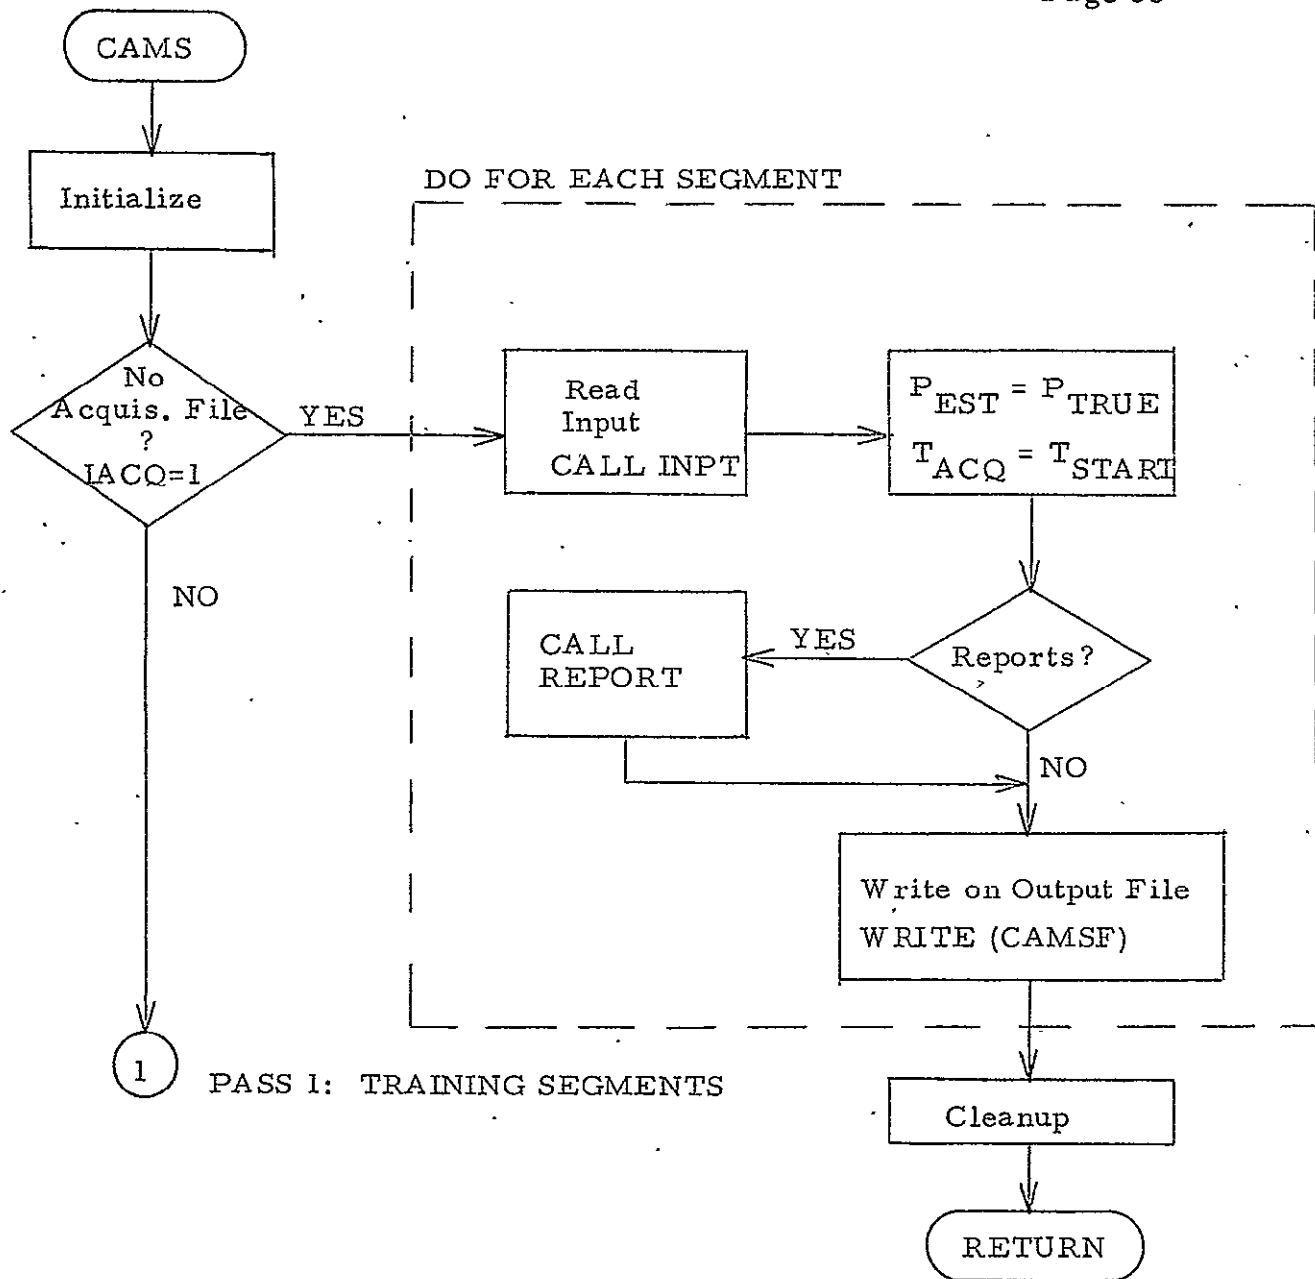 CAMS
Initialize
DO FOR EACH SEGMENT
No
Acquis. File
?
IACQ=1
YES
Read
Input
CALL INPT
P_EST = P_TRUE
T_ACQ = T_START
NO
CALL
REPORT
YES
Reports?
NO
Write on Output File
WRITE (CAMSF)
1
PASS 1: TRAINING SEGMENTS
Cleanup
RETURN